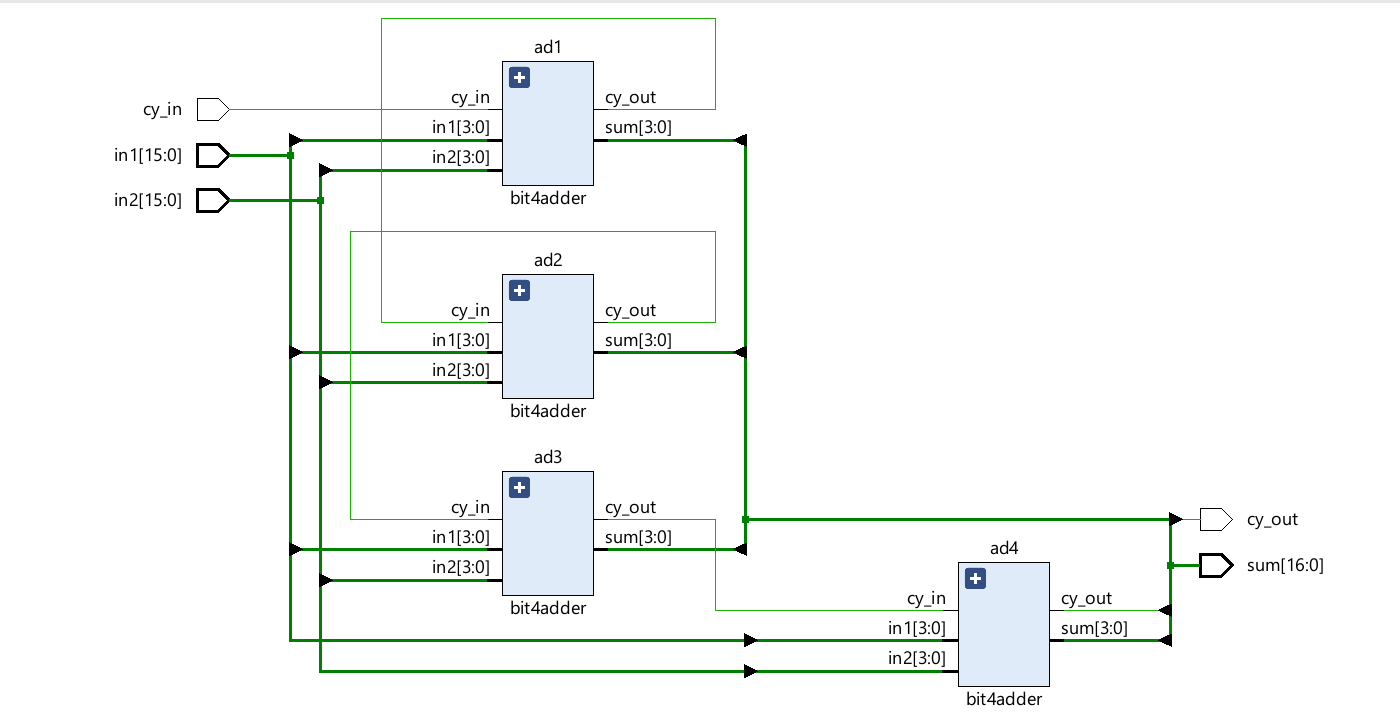 ad1
cy_in
cy_in
cy_out
in1[3:0]
sum[3:0]
in1[15:0]
in2[3:0]
in2[15:0]
bit4adder
ad2
cy_in
cy_out
in1[3:0]
sum[3:0]
in2[3:0]
bit4adder
ad3
cy_in
cy_out
in1[3:0]
sum[3:0]
in2[3:0]
bit4adder
cy_out
ad4
sum[16:0]
cy_in
cy_out
in1[3:0]
sum[3:0]
in2[3:0]
bit4adder